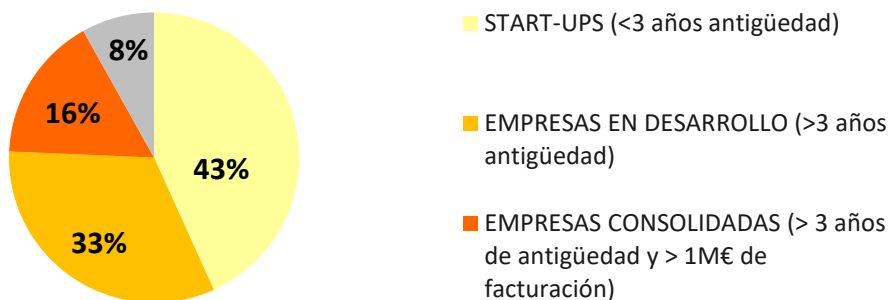 8%
16%
43%
33%
START-UPS (<3 años antigüedad)
EMPRESAS EN DESARROLLO (>3 años
antigüedad)
EMPRESAS CONSOLIDADAS (> 3 años
de antigüedad y > 1M€ de
facturación)